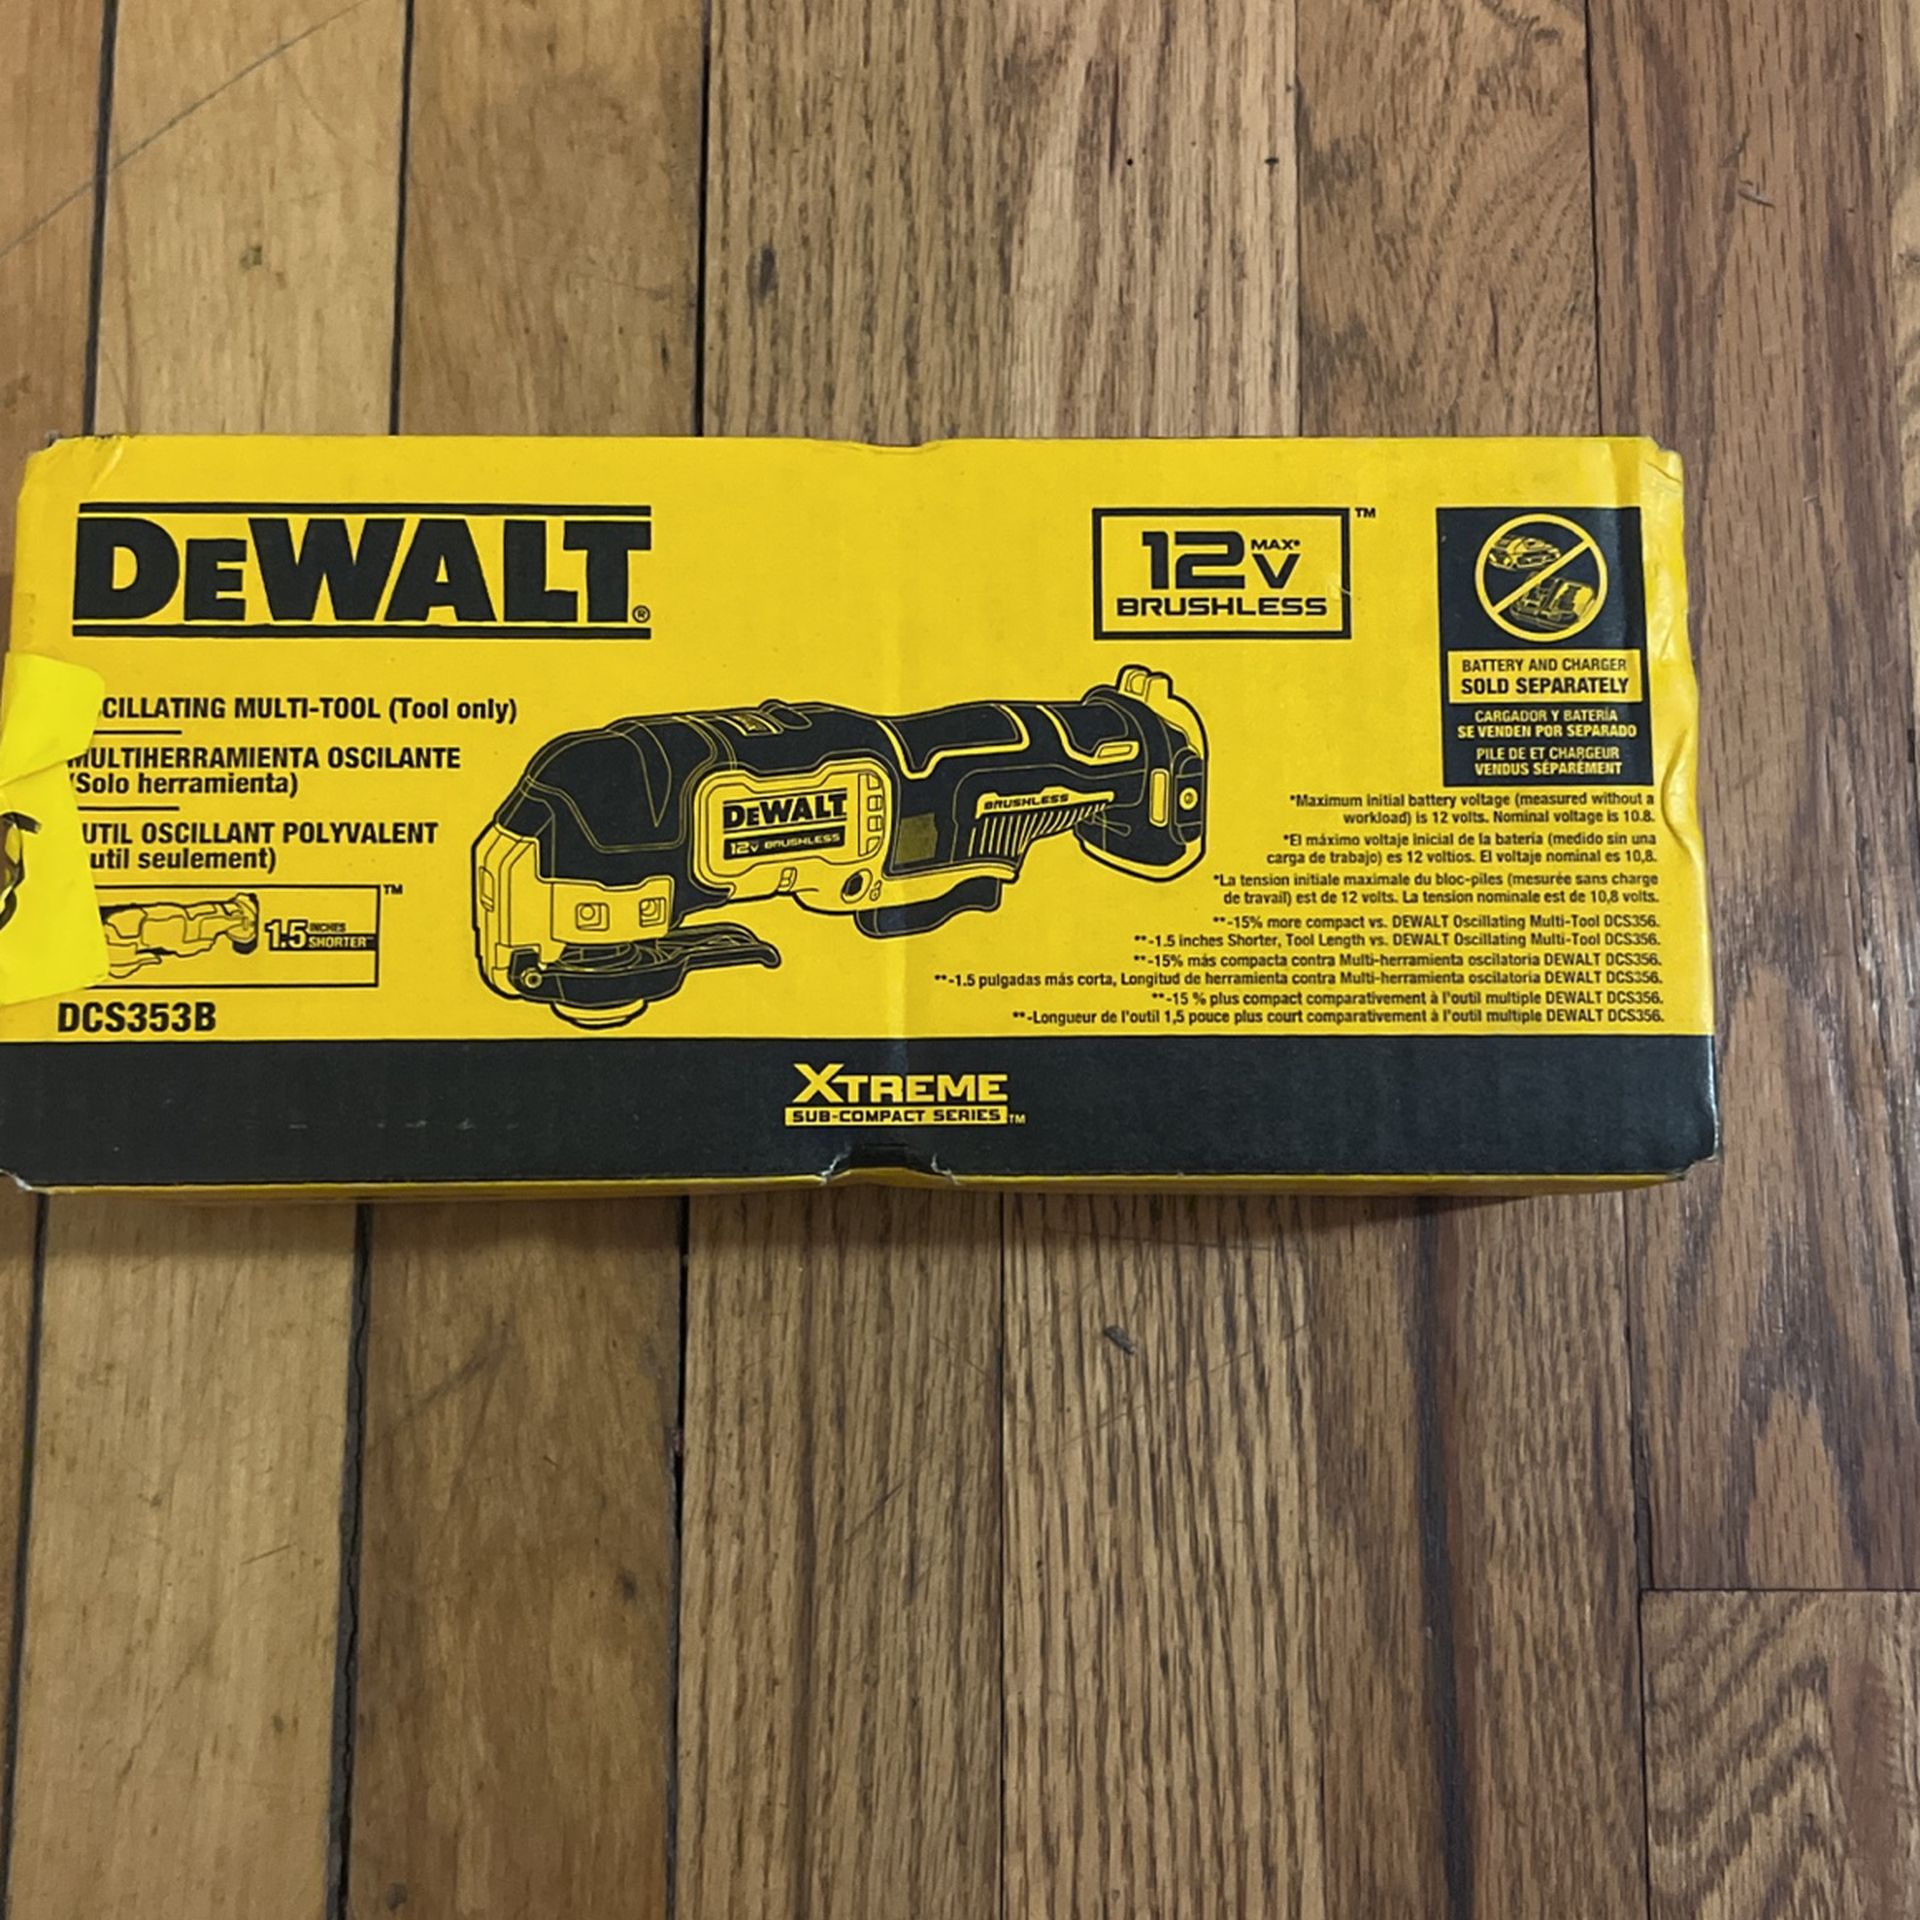 DEWALT®
12V MAX* BRUSHLESS ™
MULTI-TOOL (Tool only)
OSCILANTE
(Solo herramienta)
OSCILLANT POLYVALENT
seulement)
1.5 INCHES SHORTER™ ™
DCS353B
DEWALT
12V BRUSHLESS
BRUSHLESS
BATTERY AND CHARGER
SOLD SEPARATELY
CARGADOR Y BATERÍA
SE VENDEN POR SEPARADO
PILE DE ET CHARGEUR
VENDUS SÉPARÉMENT
*Maximum initial battery voltage (measured without a
workload) is 12 volts. Nominal voltage is 10.8.
*El máximo voltaje inicial de la batería (medido sin una
carga de trabajo) es 12 voltios. El voltaje nominal es 10,8.
*La tension initiale maximale du bloc-piles (mesurée sans charge
de travail) est de 12 volts. La tension nominale est de 10,8 volts.
**-15% more compact vs. DEWALT Oscillating Multi-Tool DCS356.
**-1.5 inches Shorter, Tool Length vs. DEWALT Oscillating Multi-Tool DCS356.
**-15% más compacta contra Multi-herramienta oscilatoria DEWALT DCS356.
**-1.5 pulgadas más corta, Longitud de herramienta contra Multi-herramienta oscilatoria DEWALT DCS356.
**-15 % plus compact comparativement à l'outil multiple DEWALT DCS356.
**-Longueur de l'outil 1,5 pouce plus court comparativement à l'outil multiple DEWALT DCS356.
XTREME
SUB-COMPACT SERIES™